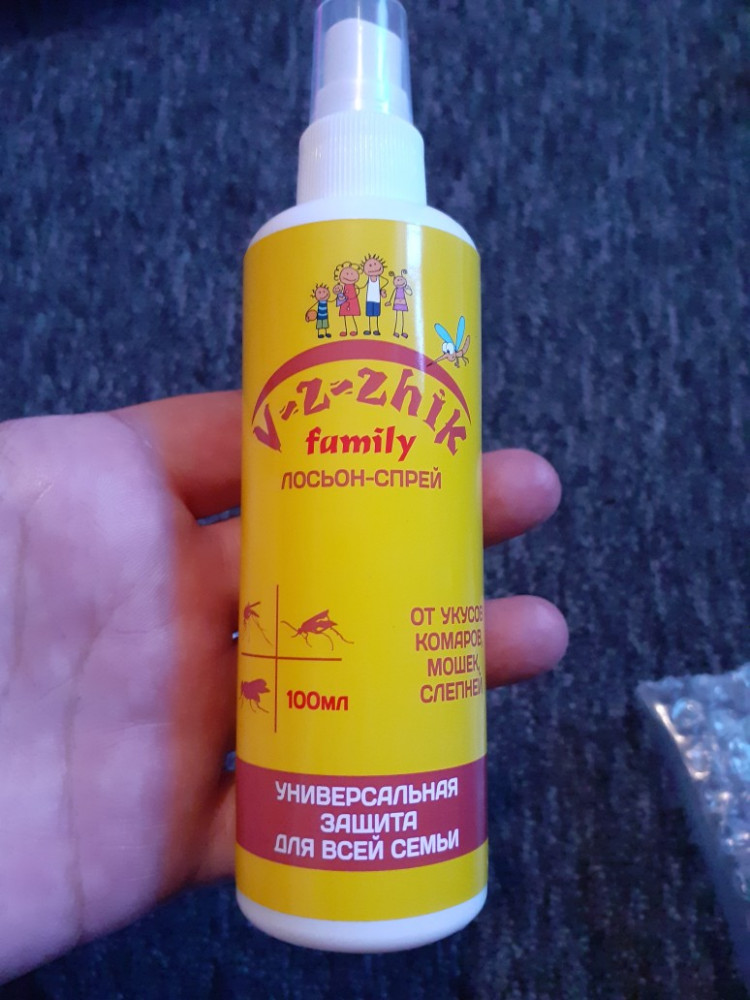 V-z-zhik
family
ЛОСЬОН-СПРЕЙ
ОТ УКУСОВ
КОМАРОВ,
МОШЕК,
СЛЕПНЕЙ
100мл
УНИВЕРСАЛЬНАЯ
ЗАЩИТА
ДЛЯ ВСЕЙ СЕМЬИ